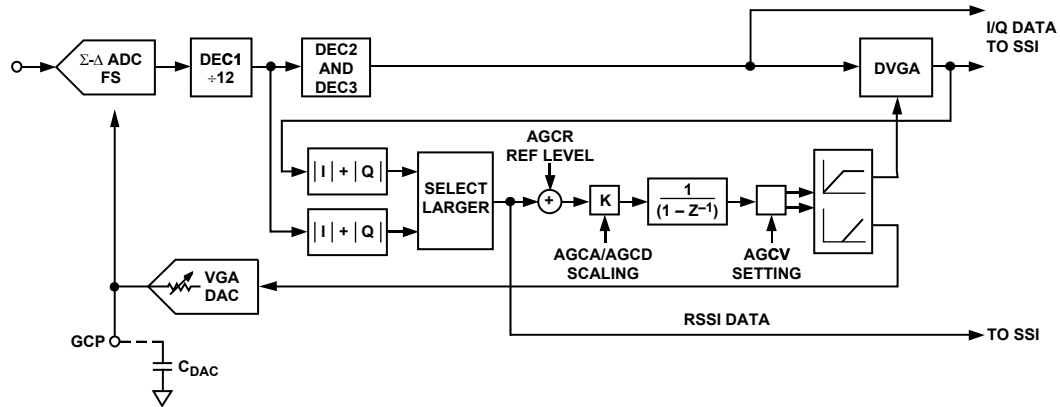 I/Q DATA
TO SSI
Σ-Δ ADC
FS
DEC1
÷12
DEC2
AND
DEC3
DVGA
AGCR
REF LEVEL
|I| + |Q|
SELECT
LARGER
+
K
1
(1 – Z–1)
|I| + |Q|
AGCA/AGCD
SCALING
AGCV
SETTING
VGA
DAC
RSSI DATA
TO SSI
GCP
CDAC